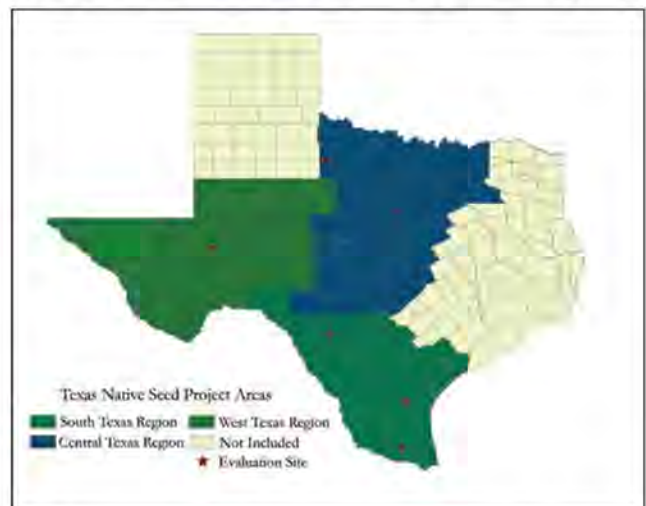 Texas Native Seed Project Areas
South Texas Region West Texas Region
Central Texas Region Not Included
Evaluation Site